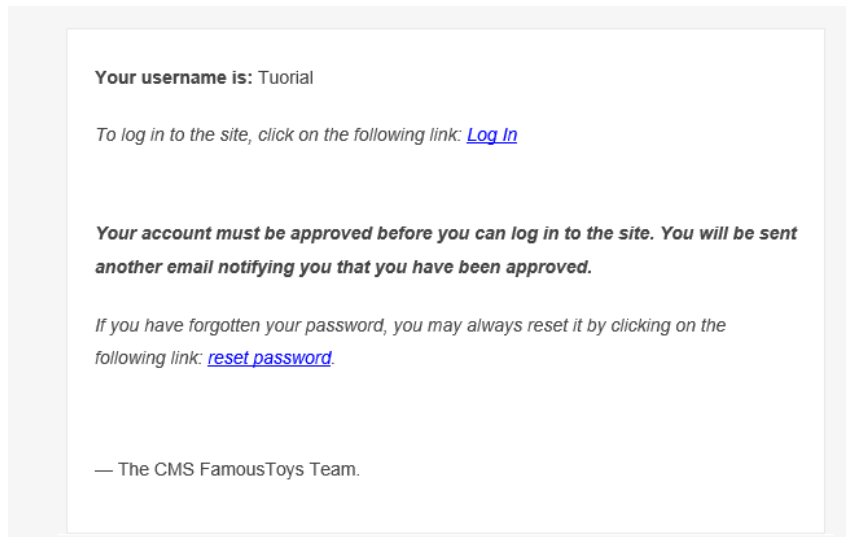 Your username is: Tuorial
To log in to the site, click on the following link: Log In
Your account must be approved before you can log in to the site. You will be sent
another email notifying you that you have been approved.
If you have forgotten your password, you may always reset it by clicking on the
following link: reset password.
— The CMS FamousToys Team.